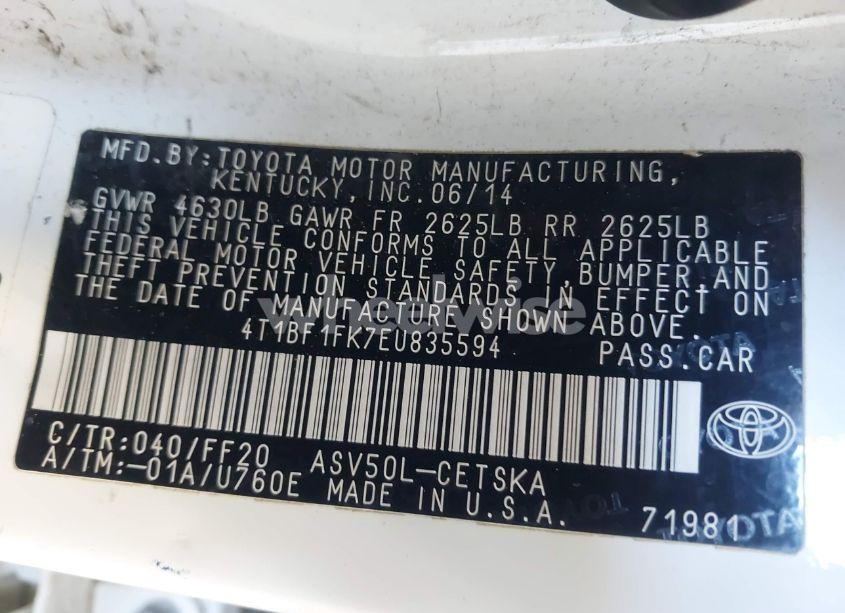 MFD.BY:TOYOTA MOTOR MANUFACTURING,
KENTUCKY,INC.06/14
GVWR 4630LB GAWR FR 2625LB RR 2625LB
THIS VEHICLE CONFORMS TO ALL APPLICABLE
FEDERAL MOTOR VEHICLE SAFETY,BUMPER,AND
THEFT PREVENTION STANDARDS IN EFFECT ON
THE DATE OF MANUFACTURE SHOWN ABOVE.
4T1BF1FK7EU835594 PASS.CAR
C/TR:040/FF20 ASV50L-CETSKA
A/TM:-01A/U760E MADE IN U.S.A. 71981
TOYOTA